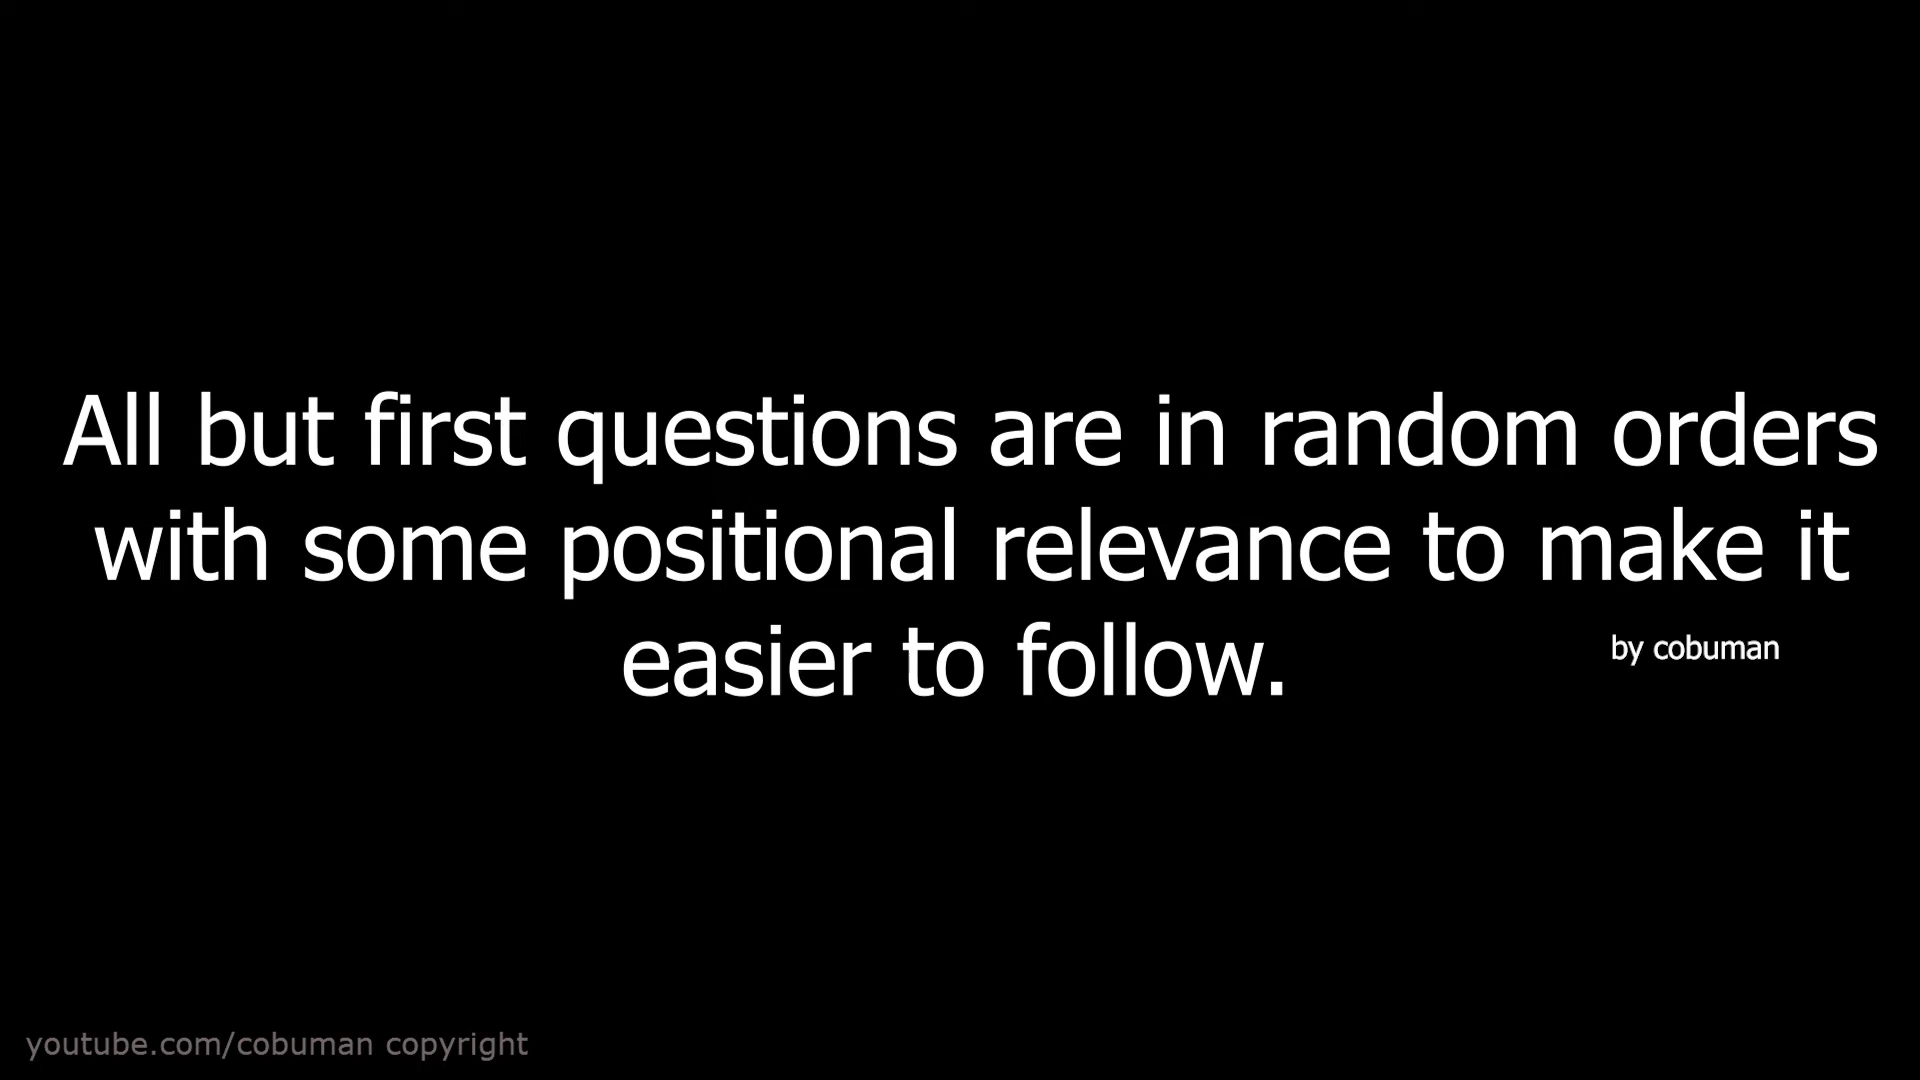 All but first questions are in random orders
with some positional relevance to make it
easier to follow.
by cobuman
youtube.com/cobuman copyright